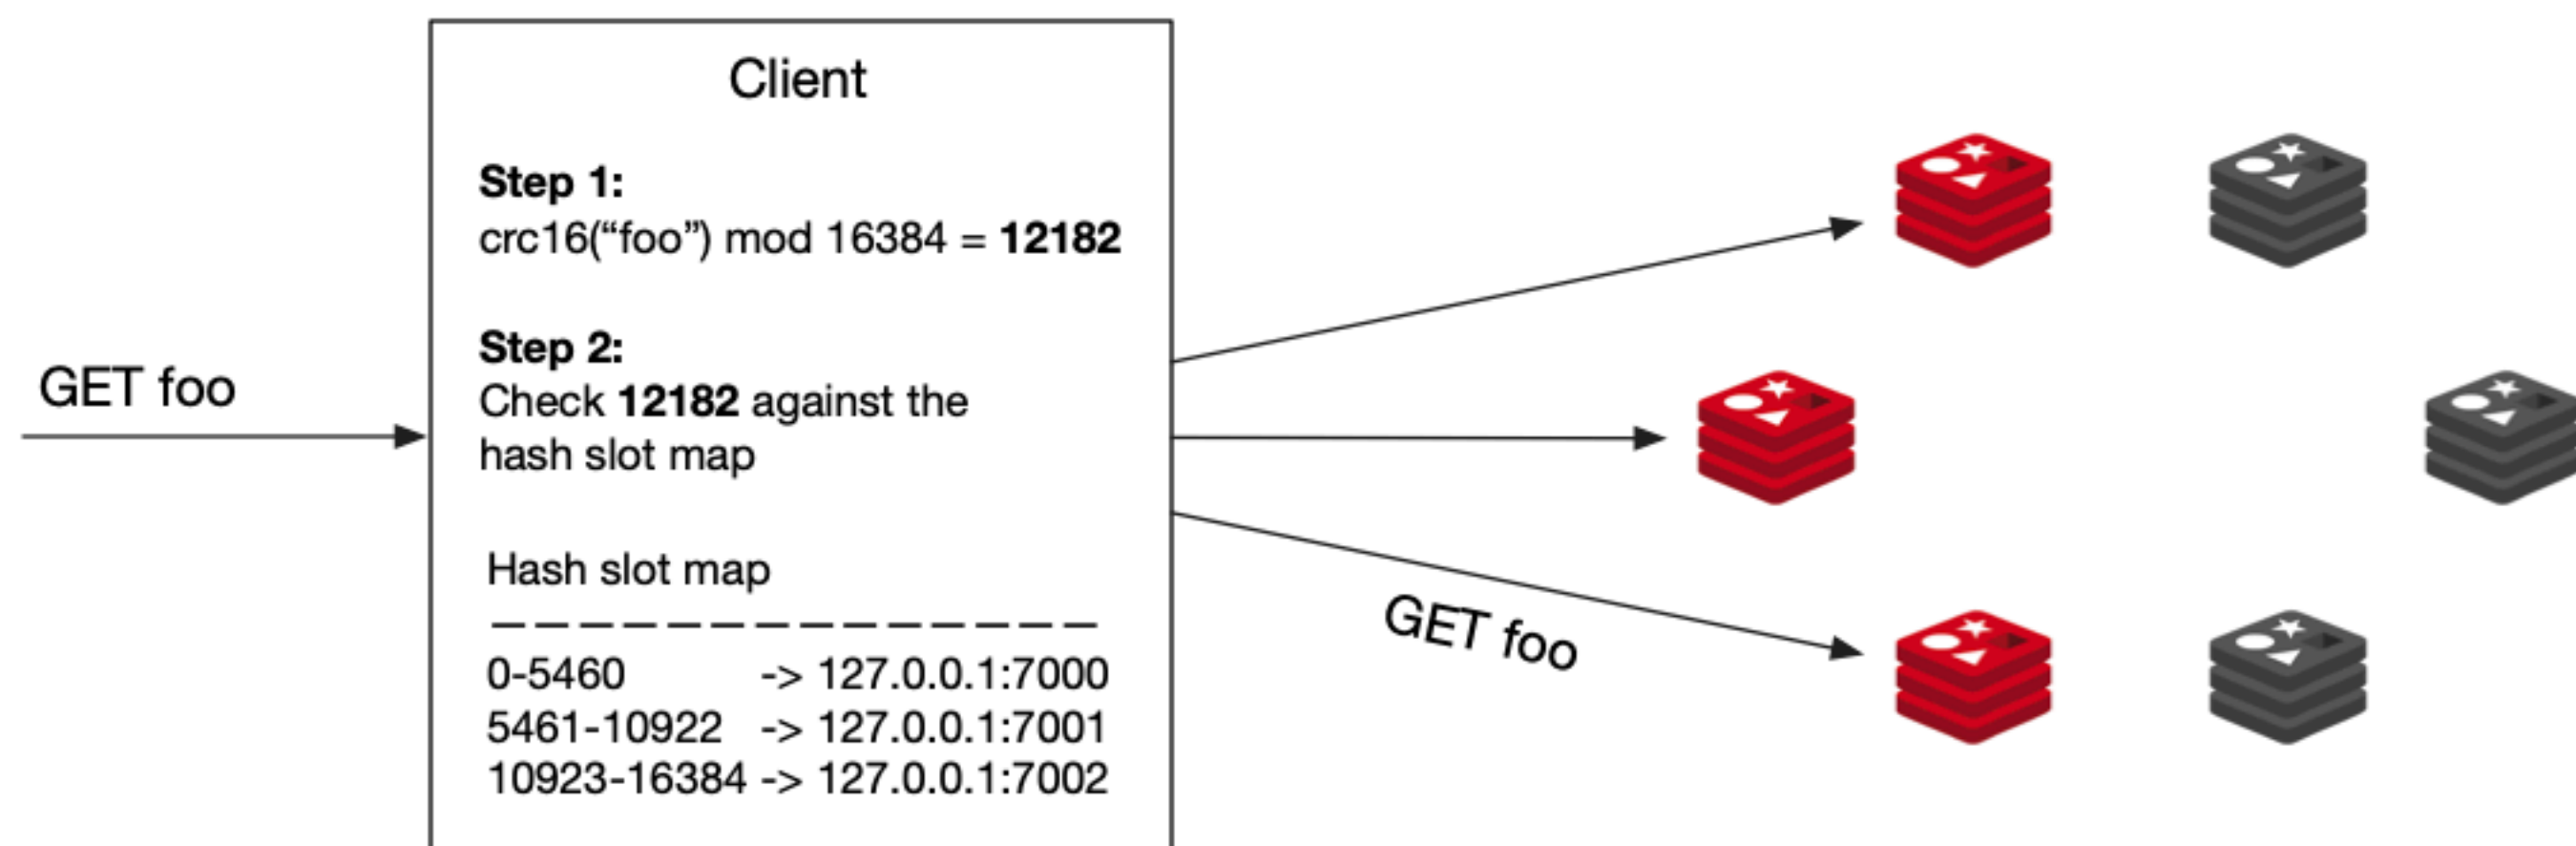 Client
Step 1:
crc16(“foo”) mod 16384 = 12182
Step 2:
Check 12182 against the
hash slot map
GET foo
Hash slot map
0-5460 -> 127.0.0.1:7000
5461-10922 -> 127.0.0.1:7001
10923-16384 -> 127.0.0.1:7002
GET foo